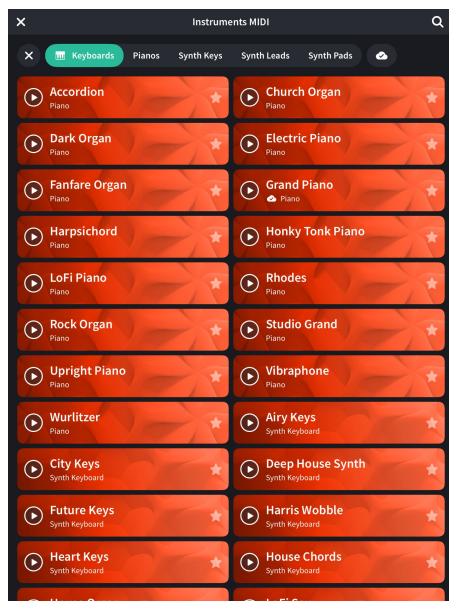 Instruments MIDI
Keyboards Pianos Synth Keys Synth Leads Synth Pads
Accordion
Piano
Church Organ
Piano
Dark Organ
Piano
Electric Piano
Piano
Fanfare Organ
Piano
Grand Piano
Piano
Harpsichord
Piano
Honky Tonk Piano
Piano
LoFi Piano
Piano
Rhodes
Piano
Rock Organ
Piano
Studio Grand
Piano
Upright Piano
Piano
Vibraphone
Piano
Wurlitzer
Piano
Airy Keys
Synth Keyboard
City Keys
Synth Keyboard
Deep House Synth
Synth Keyboard
Future Keys
Synth Keyboard
Harris Wobble
Synth Keyboard
Heart Keys
Synth Keyboard
House Chords
Synth Keyboard